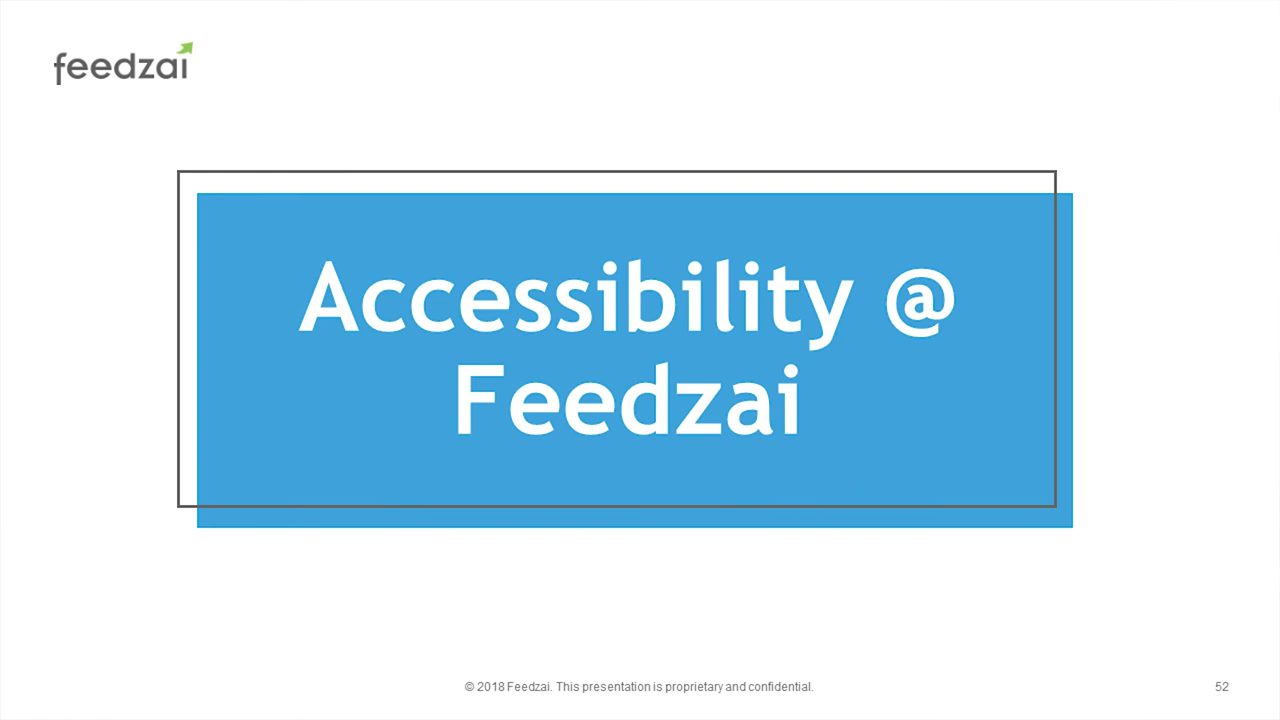 feedzai
Accessibility @
Feedzai
© 2018 Feedzai. This presentation is proprietary and confidential.
52